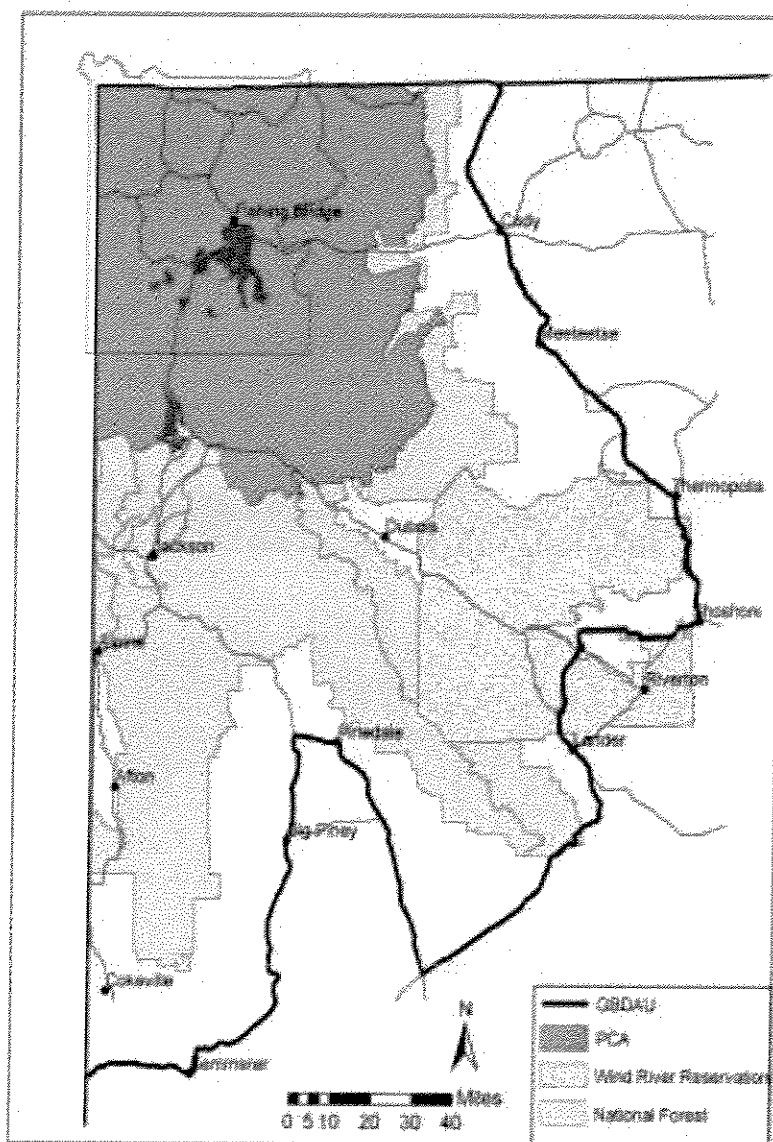 Fishing Bridge
Cody
Meeteetse
Thermopolis
Dubois
Jackson
Shoshoni
Riverton
Pinedale
Lander
Afton
Big Piney
Cokeville
Kemmerer
N
Miles
0 5 10 20 30 40
GBDAU
PCA
Wind River Reservation
National Forest